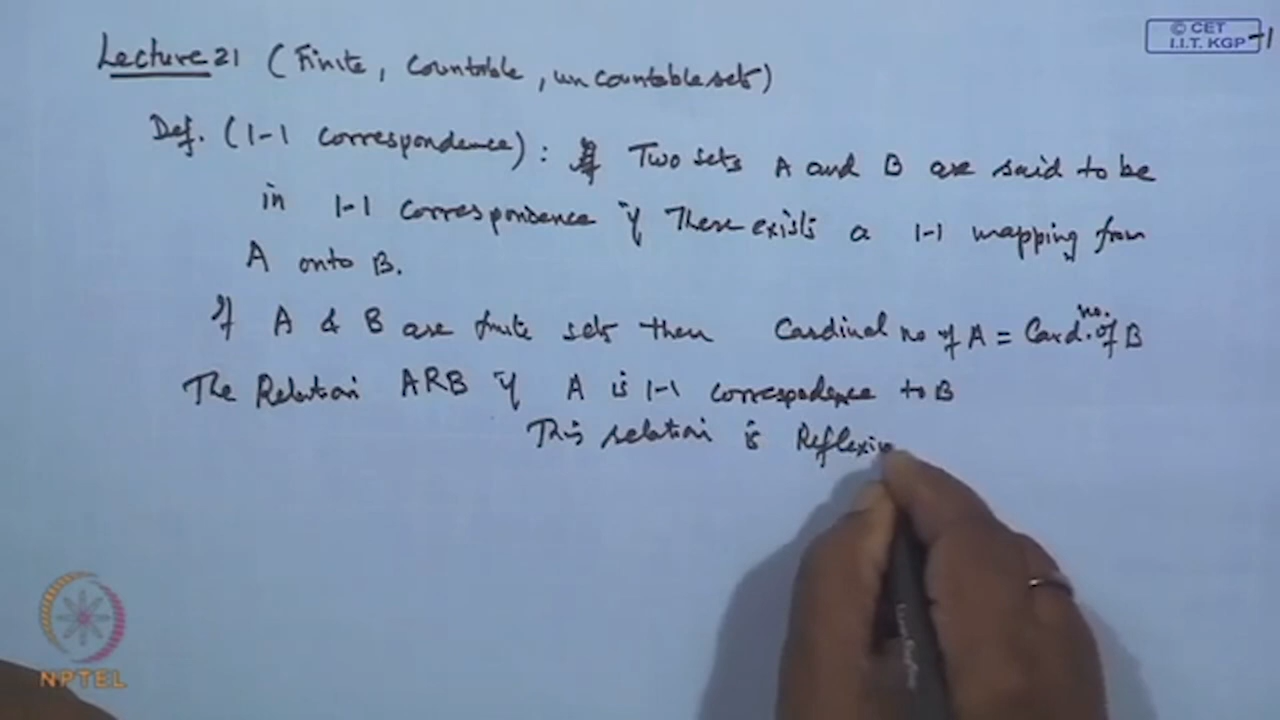 © CET
I.I.T. KGP -1
Lecture 21 (Finite, Countable, uncountable sets)
Def. (1-1 correspondence): Two sets A and B are said to be
in 1-1 correspondence if There exists a 1-1 mapping from
A onto B.
If A & B are finite sets then Cardinal no of A = Card. no. of B
The Relation ARB if A is 1-1 correspondence to B
This relation is Reflexiv
NPTEL